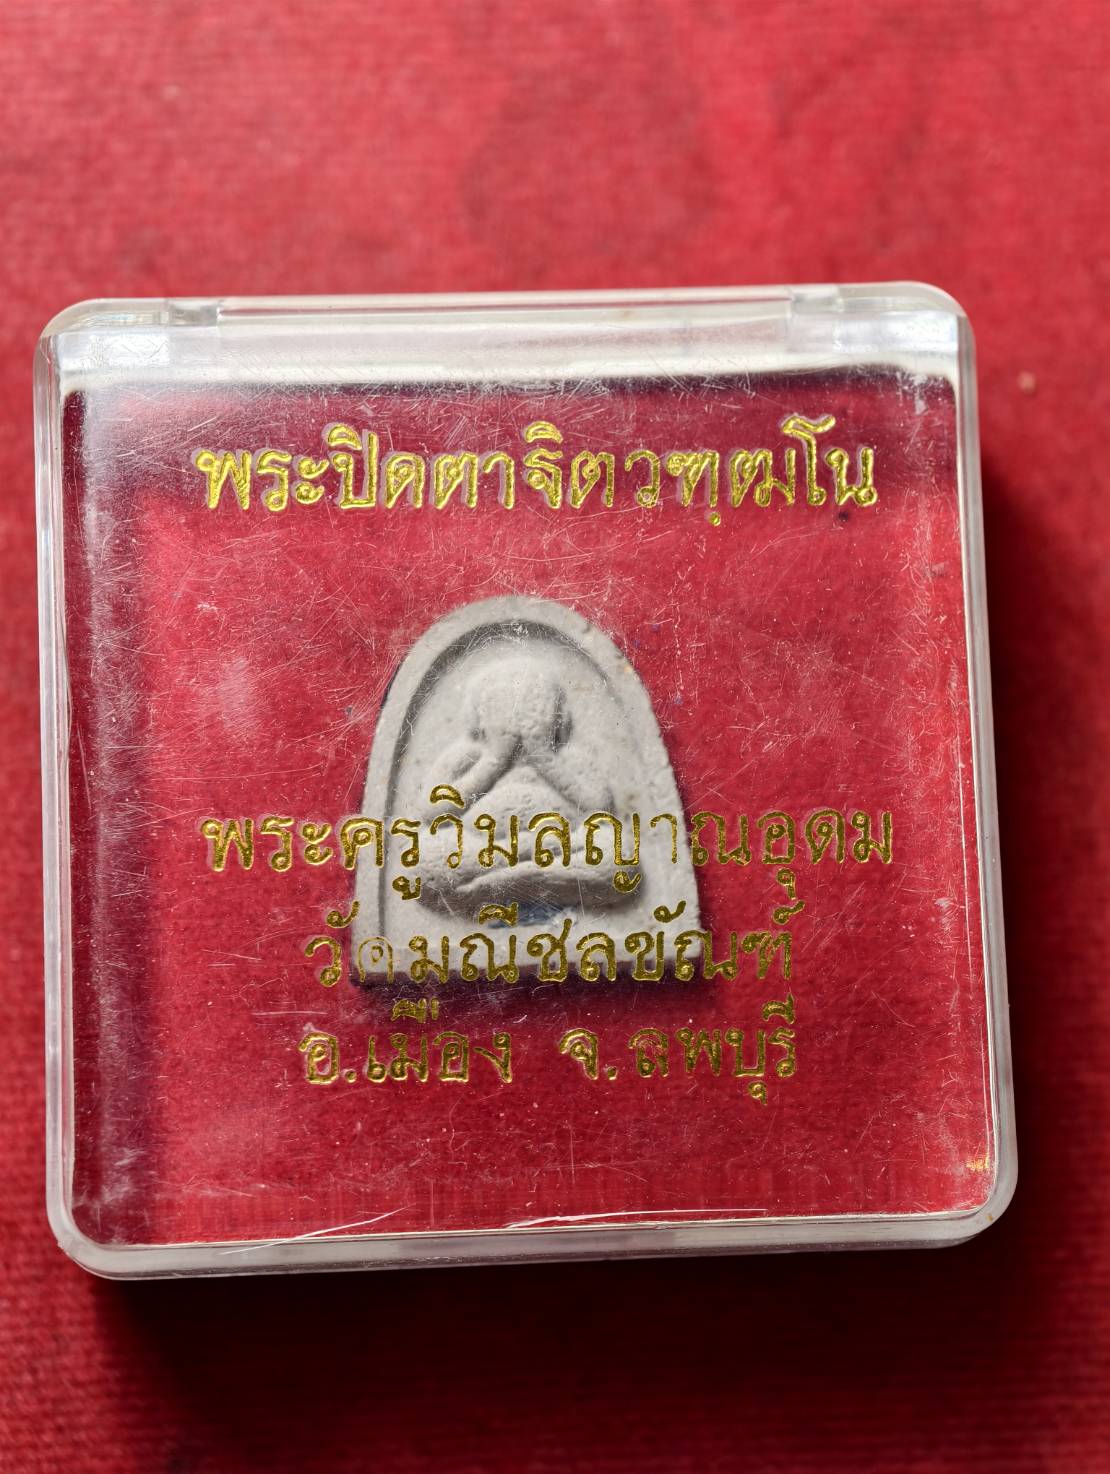 พระปิดตาจิตวฑฺฒโน
พระครูวิมลญาณอุดม
วัดมณีชลขัณฑ์
อ.เมือง จ.ลพบุรี